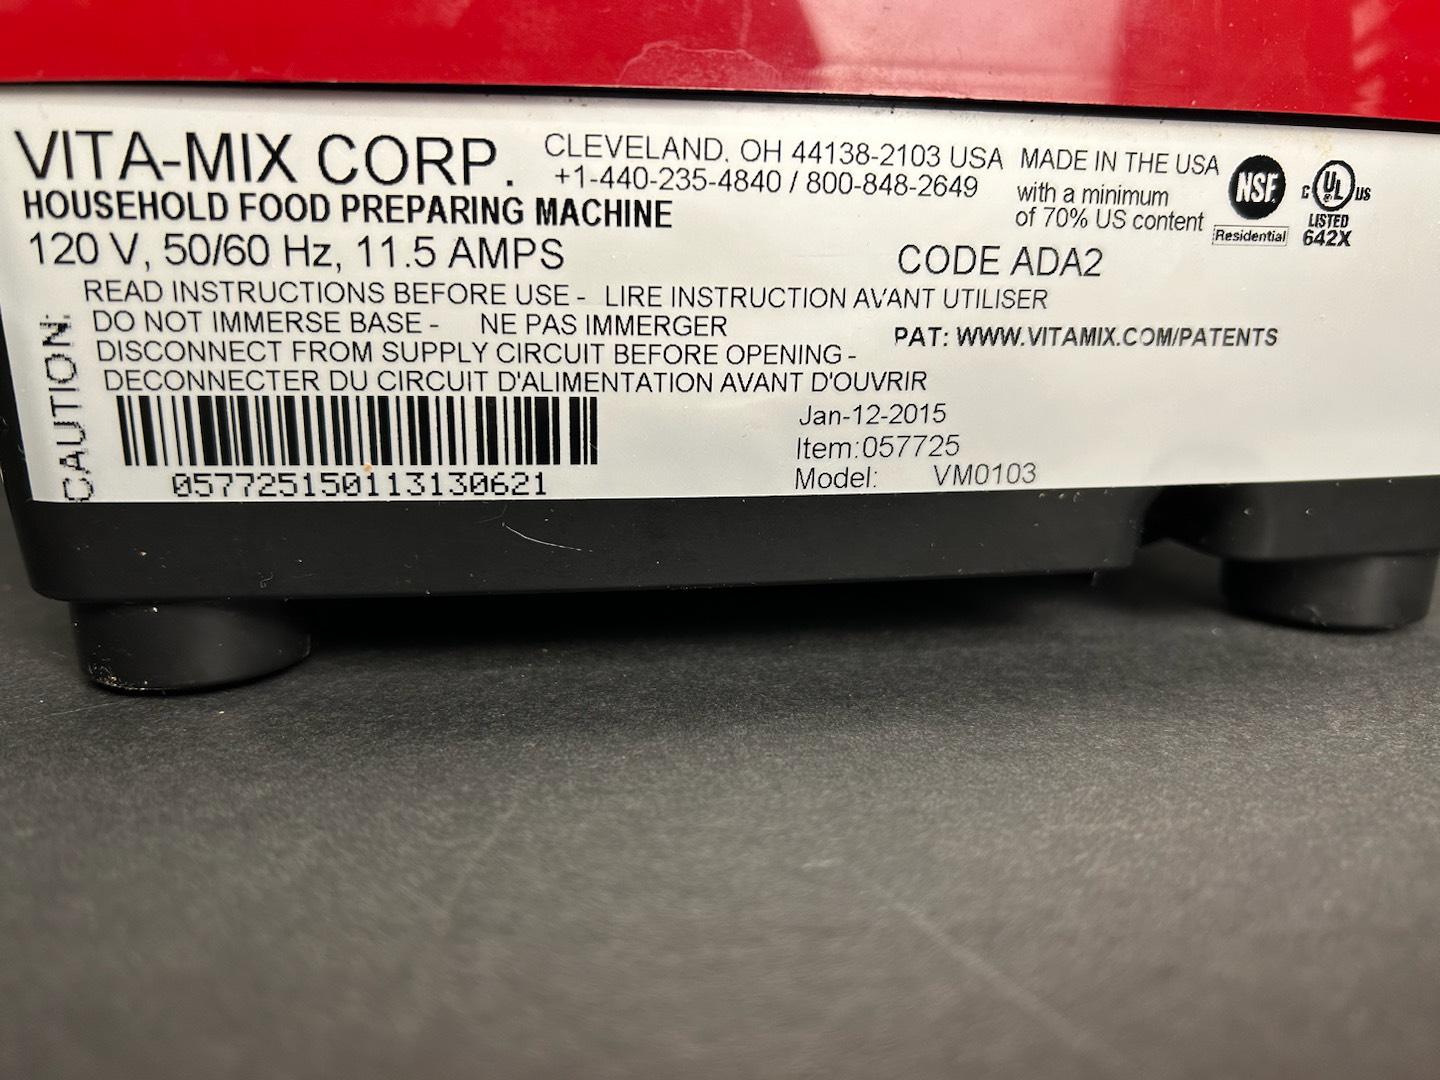 VITA-MIX CORP.
CLEVELAND, OH 44138-2103 USA
+1-440-235-4840 / 800-848-2649
MADE IN THE USA
with a minimum
of 70% US content
NSF.
Residential
C UL US
LISTED
642X
HOUSEHOLD FOOD PREPARING MACHINE
120 V, 50/60 Hz, 11.5 AMPS
CODE ADA2
CAUTION:
READ INSTRUCTIONS BEFORE USE - LIRE INSTRUCTION AVANT UTILISER
DO NOT IMMERSE BASE - NE PAS IMMERGER
DISCONNECT FROM SUPPLY CIRCUIT BEFORE OPENING -
DECONNECTER DU CIRCUIT D'ALIMENTATION AVANT D'OUVRIR
PAT: WWW.VITAMIX.COM/PATENTS
057725150113130621
Jan-12-2015
Item:057725
Model: VM0103